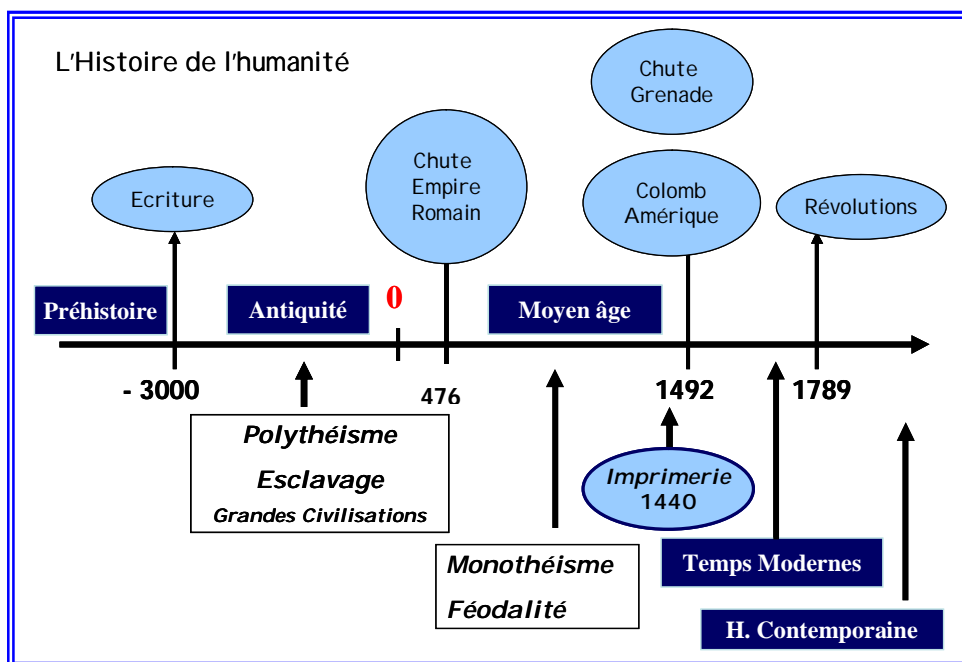 L'Histoire de l'humanité
Chute
Grenade
Chute
Empire
Romain
Ecriture
Colomb
Amérique
Révolutions
Préhistoire
Antiquité
0
Moyen âge
- 3000
476
1492
1789
Polythéisme
Esclavage
Grandes Civilisations
Imprimerie
1440
Monothéisme
Féodalité
Temps Modernes
H. Contemporaine